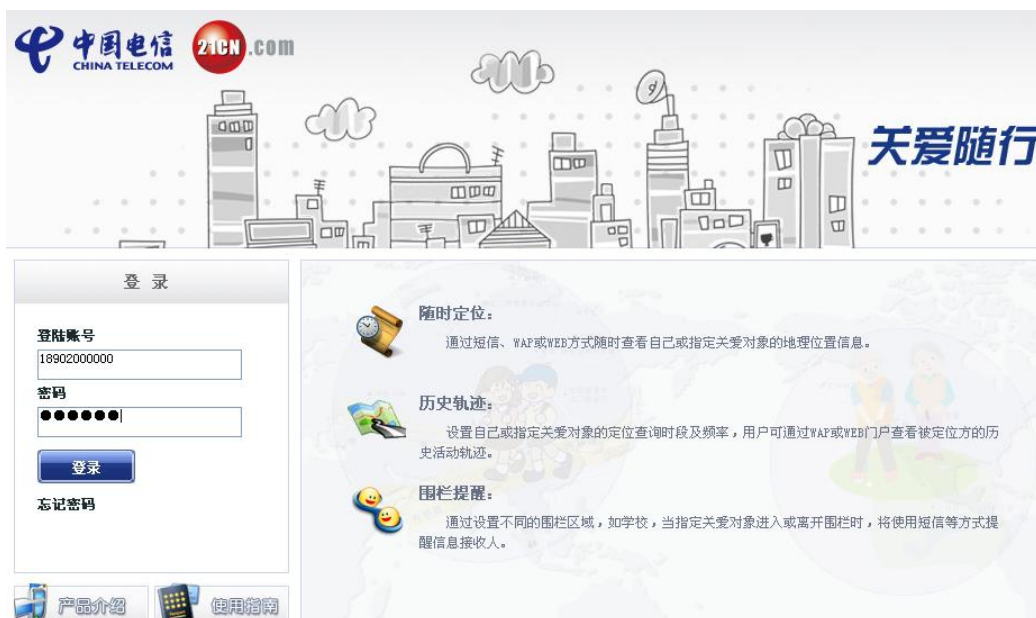 中国电信
CHINA TELECOM
21CN.com
关爱随行
登 录
登陆账号
18902000000
密码
●●●●●●
登录
忘记密码
产品介绍
使用指南
随时定位:
通过短信、WAP或WEB方式随时查看自己或指定关爱对象的地理位置信息。
历史轨迹:
设置自己或指定关爱对象的定位查询时段及频率,用户可通过WAP或WEB门户查看被定位方的历
史活动轨迹。
围栏提醒:
通过设置不同的围栏区域,如学校,当指定关爱对象进入或离开围栏时,将使用短信等方式提
醒信息接收人。